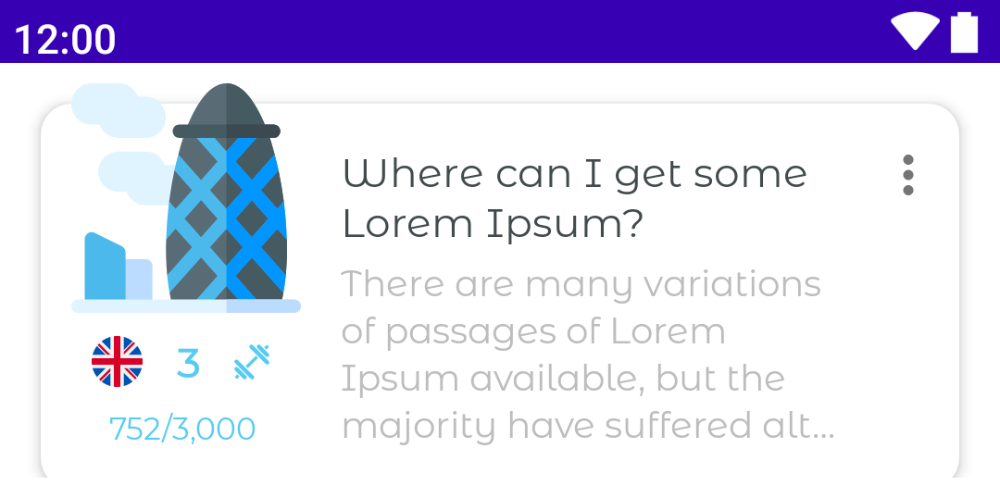 12:00
Where can I get some
Lorem Ipsum?
There are many variations
of passages of Lorem
Ipsum available, but the
majority have suffered alt...
3
752/3,000